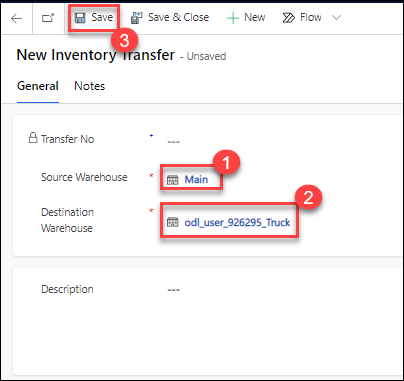 Save Save & Close + New Flow
3
New Inventory Transfer - Unsaved
General Notes
Transfer No * ---
1
Source Warehouse * Main
2
Destination
Warehouse * odl_user_926295_Truck
Description ---